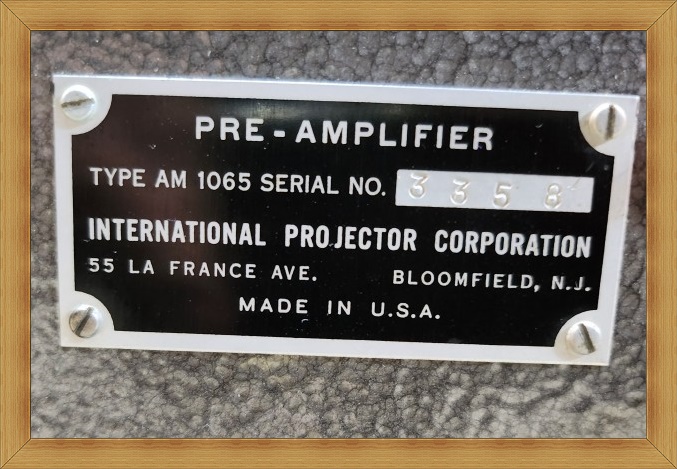 PRE-AMPLIFIER
TYPE AM 1065 SERIAL NO. 3358
INTERNATIONAL PROJECTOR CORPORATION
55 LA FRANCE AVE. BLOOMFIELD, N.J.
MADE IN U.S.A.